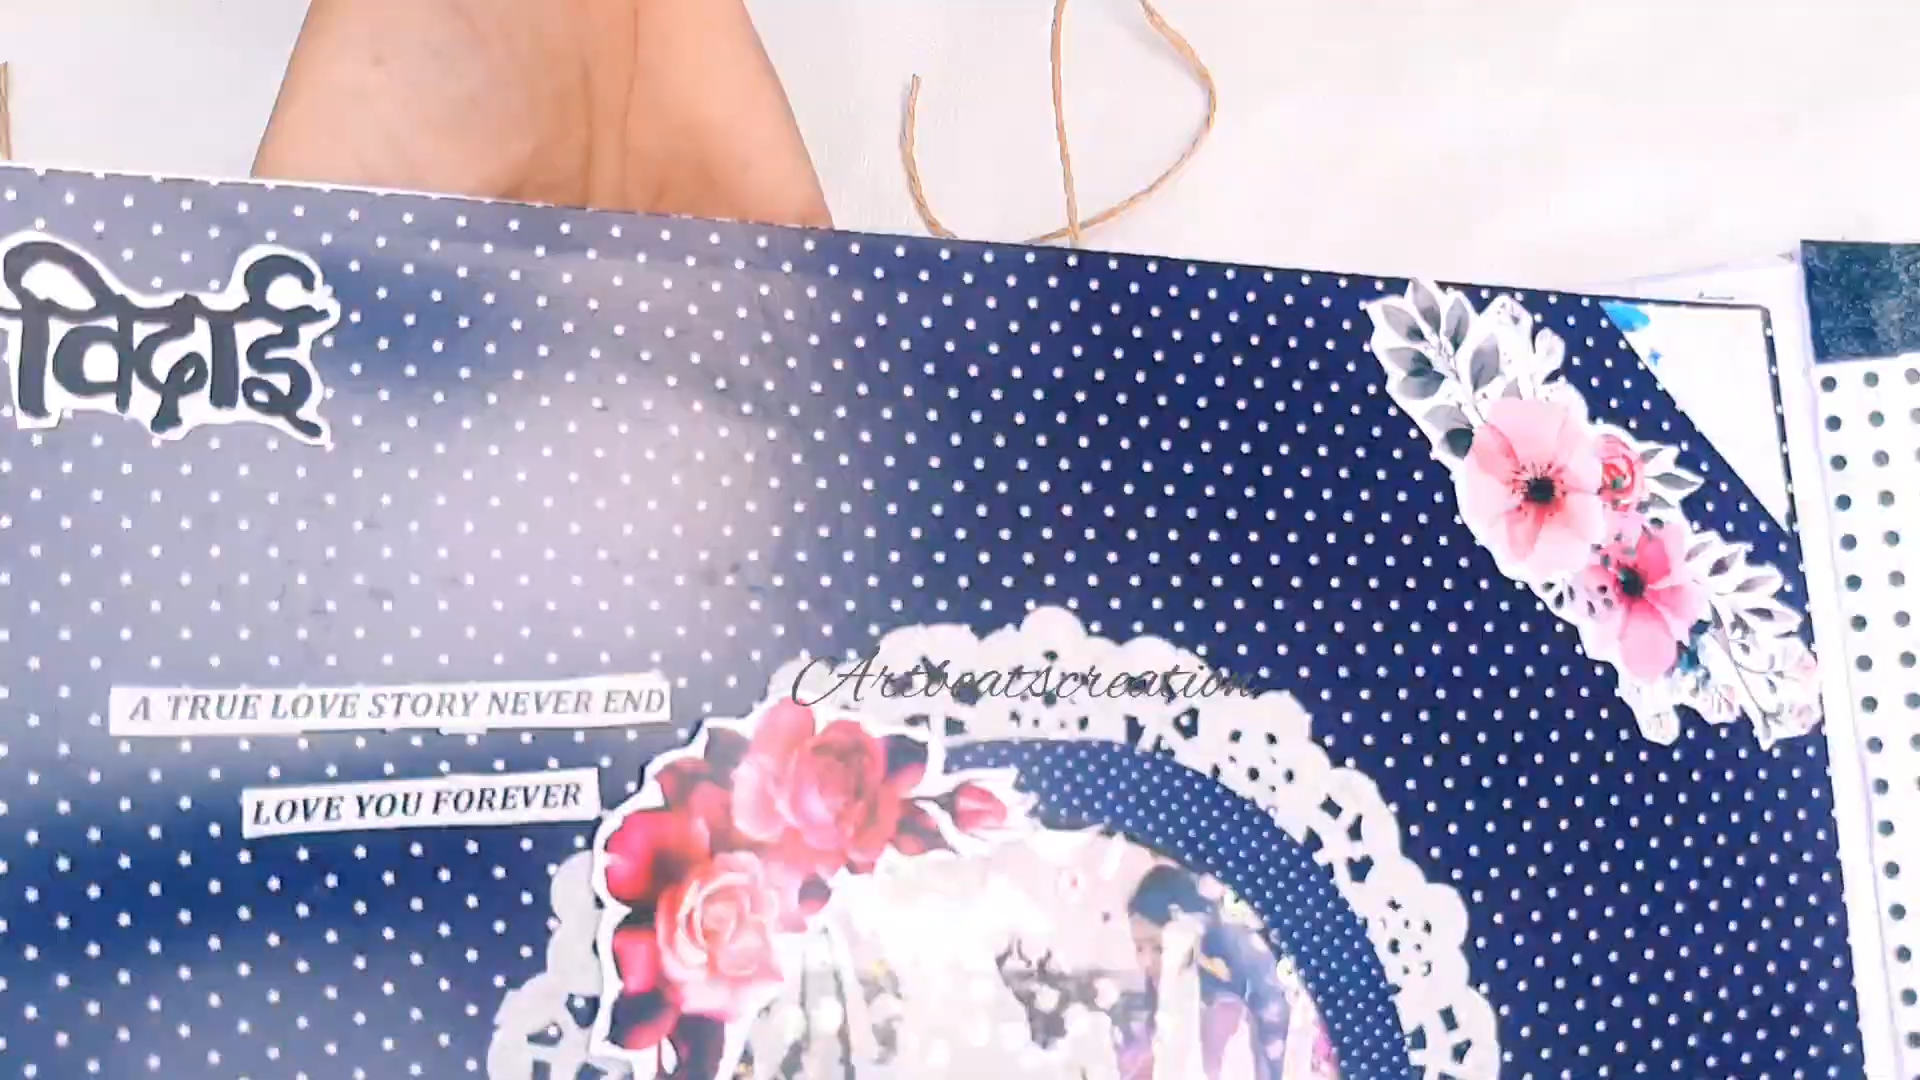 विदाई
Artbeatscreation
A TRUE LOVE STORY NEVER END
LOVE YOU FOREVER